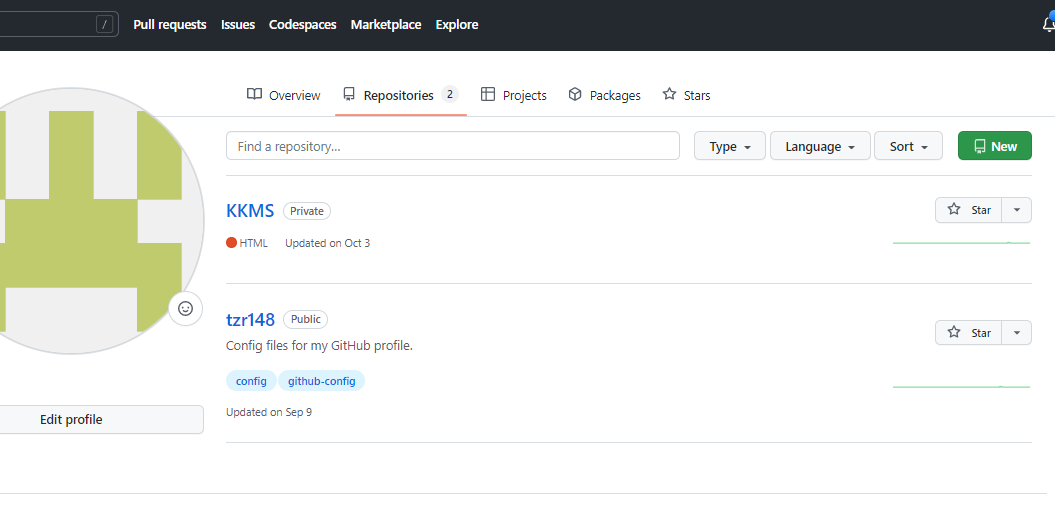 / Pull requests Issues Codespaces Marketplace Explore
Overview Repositories 2 Projects Packages Stars
Find a repository... Type Language Sort New
KKMS Private Star
HTML Updated on Oct 3
tzr148 Public Star
Config files for my GitHub profile.
config github-config
Updated on Sep 9
Edit profile